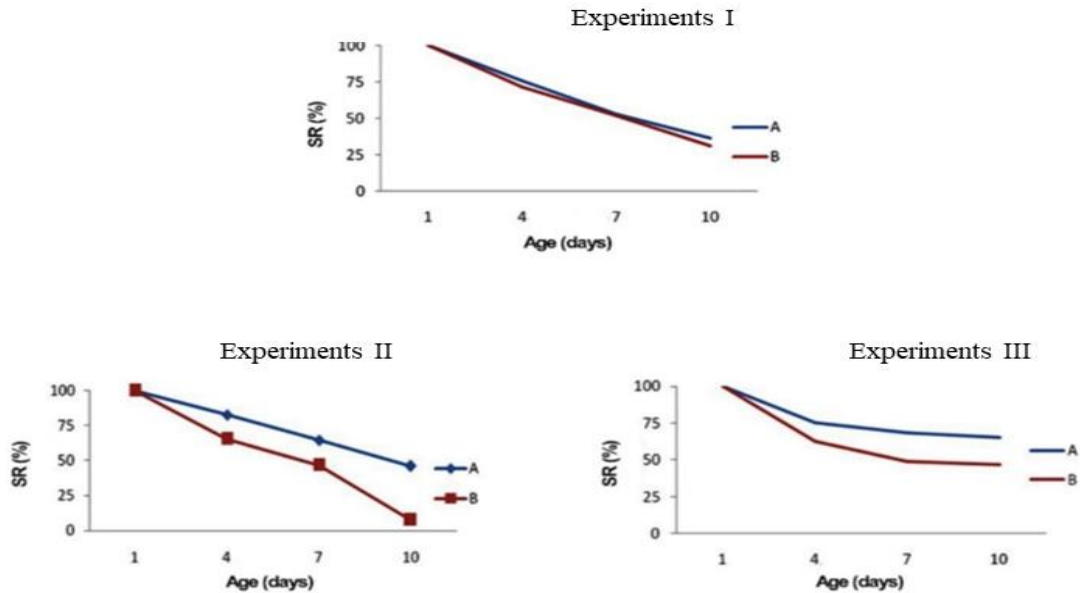 Experiments I
100
75
50
25
0
SR (%)
1 4 7 10
Age (days)
A
B
Experiments II
100
75
50
25
0
SR (%)
1 4 7 10
Age (days)
A
B
Experiments III
100
75
50
25
0
SR (%)
1 4 7 10
Age (days)
A
B